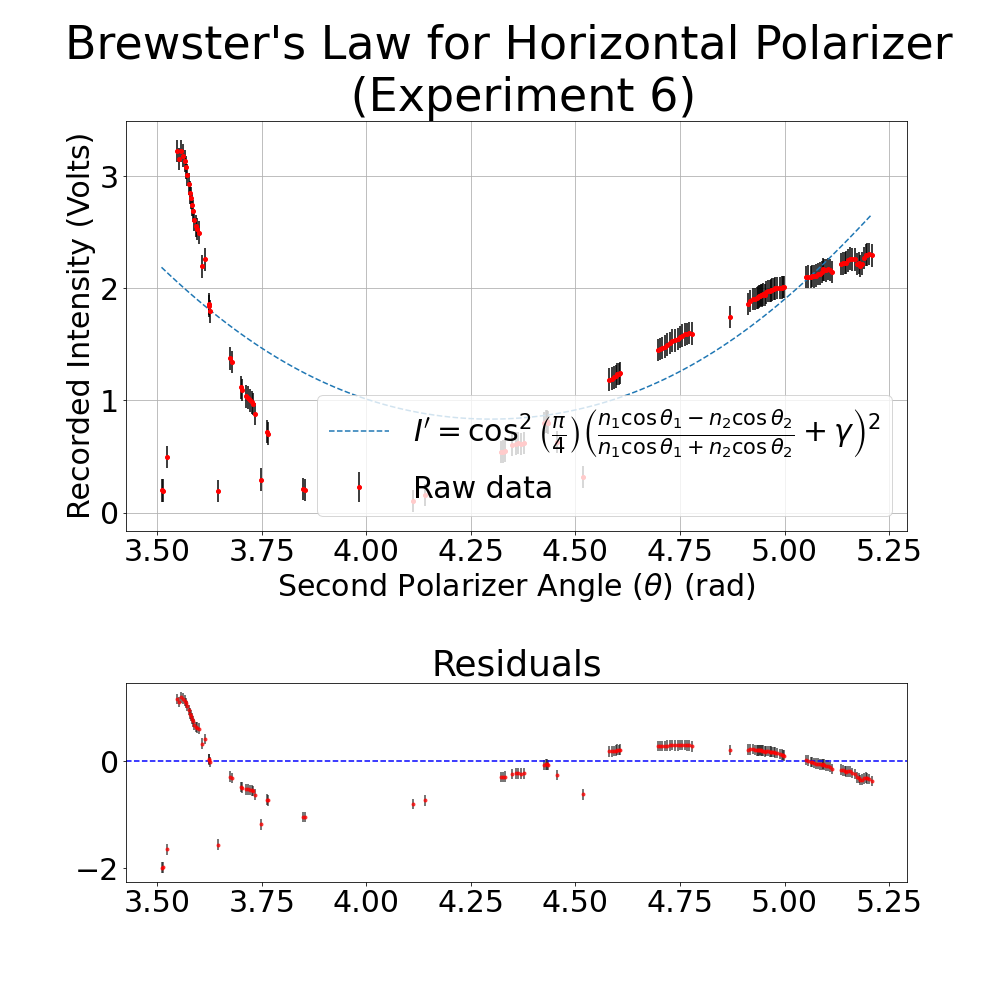 Brewster's Law for Horizontal Polarizer
(Experiment 6)
Recorded Intensity (Volts)
3
2
1
0
I′ = cos² (π/4) ((n₁cos θ₁ − n₂cos θ₂)/(n₁cos θ₁ + n₂cos θ₂) + γ)²
Raw data
3.50 3.75 4.00 4.25 4.50 4.75 5.00 5.25
Second Polarizer Angle (θ) (rad)
Residuals
0
−2
3.50 3.75 4.00 4.25 4.50 4.75 5.00 5.25